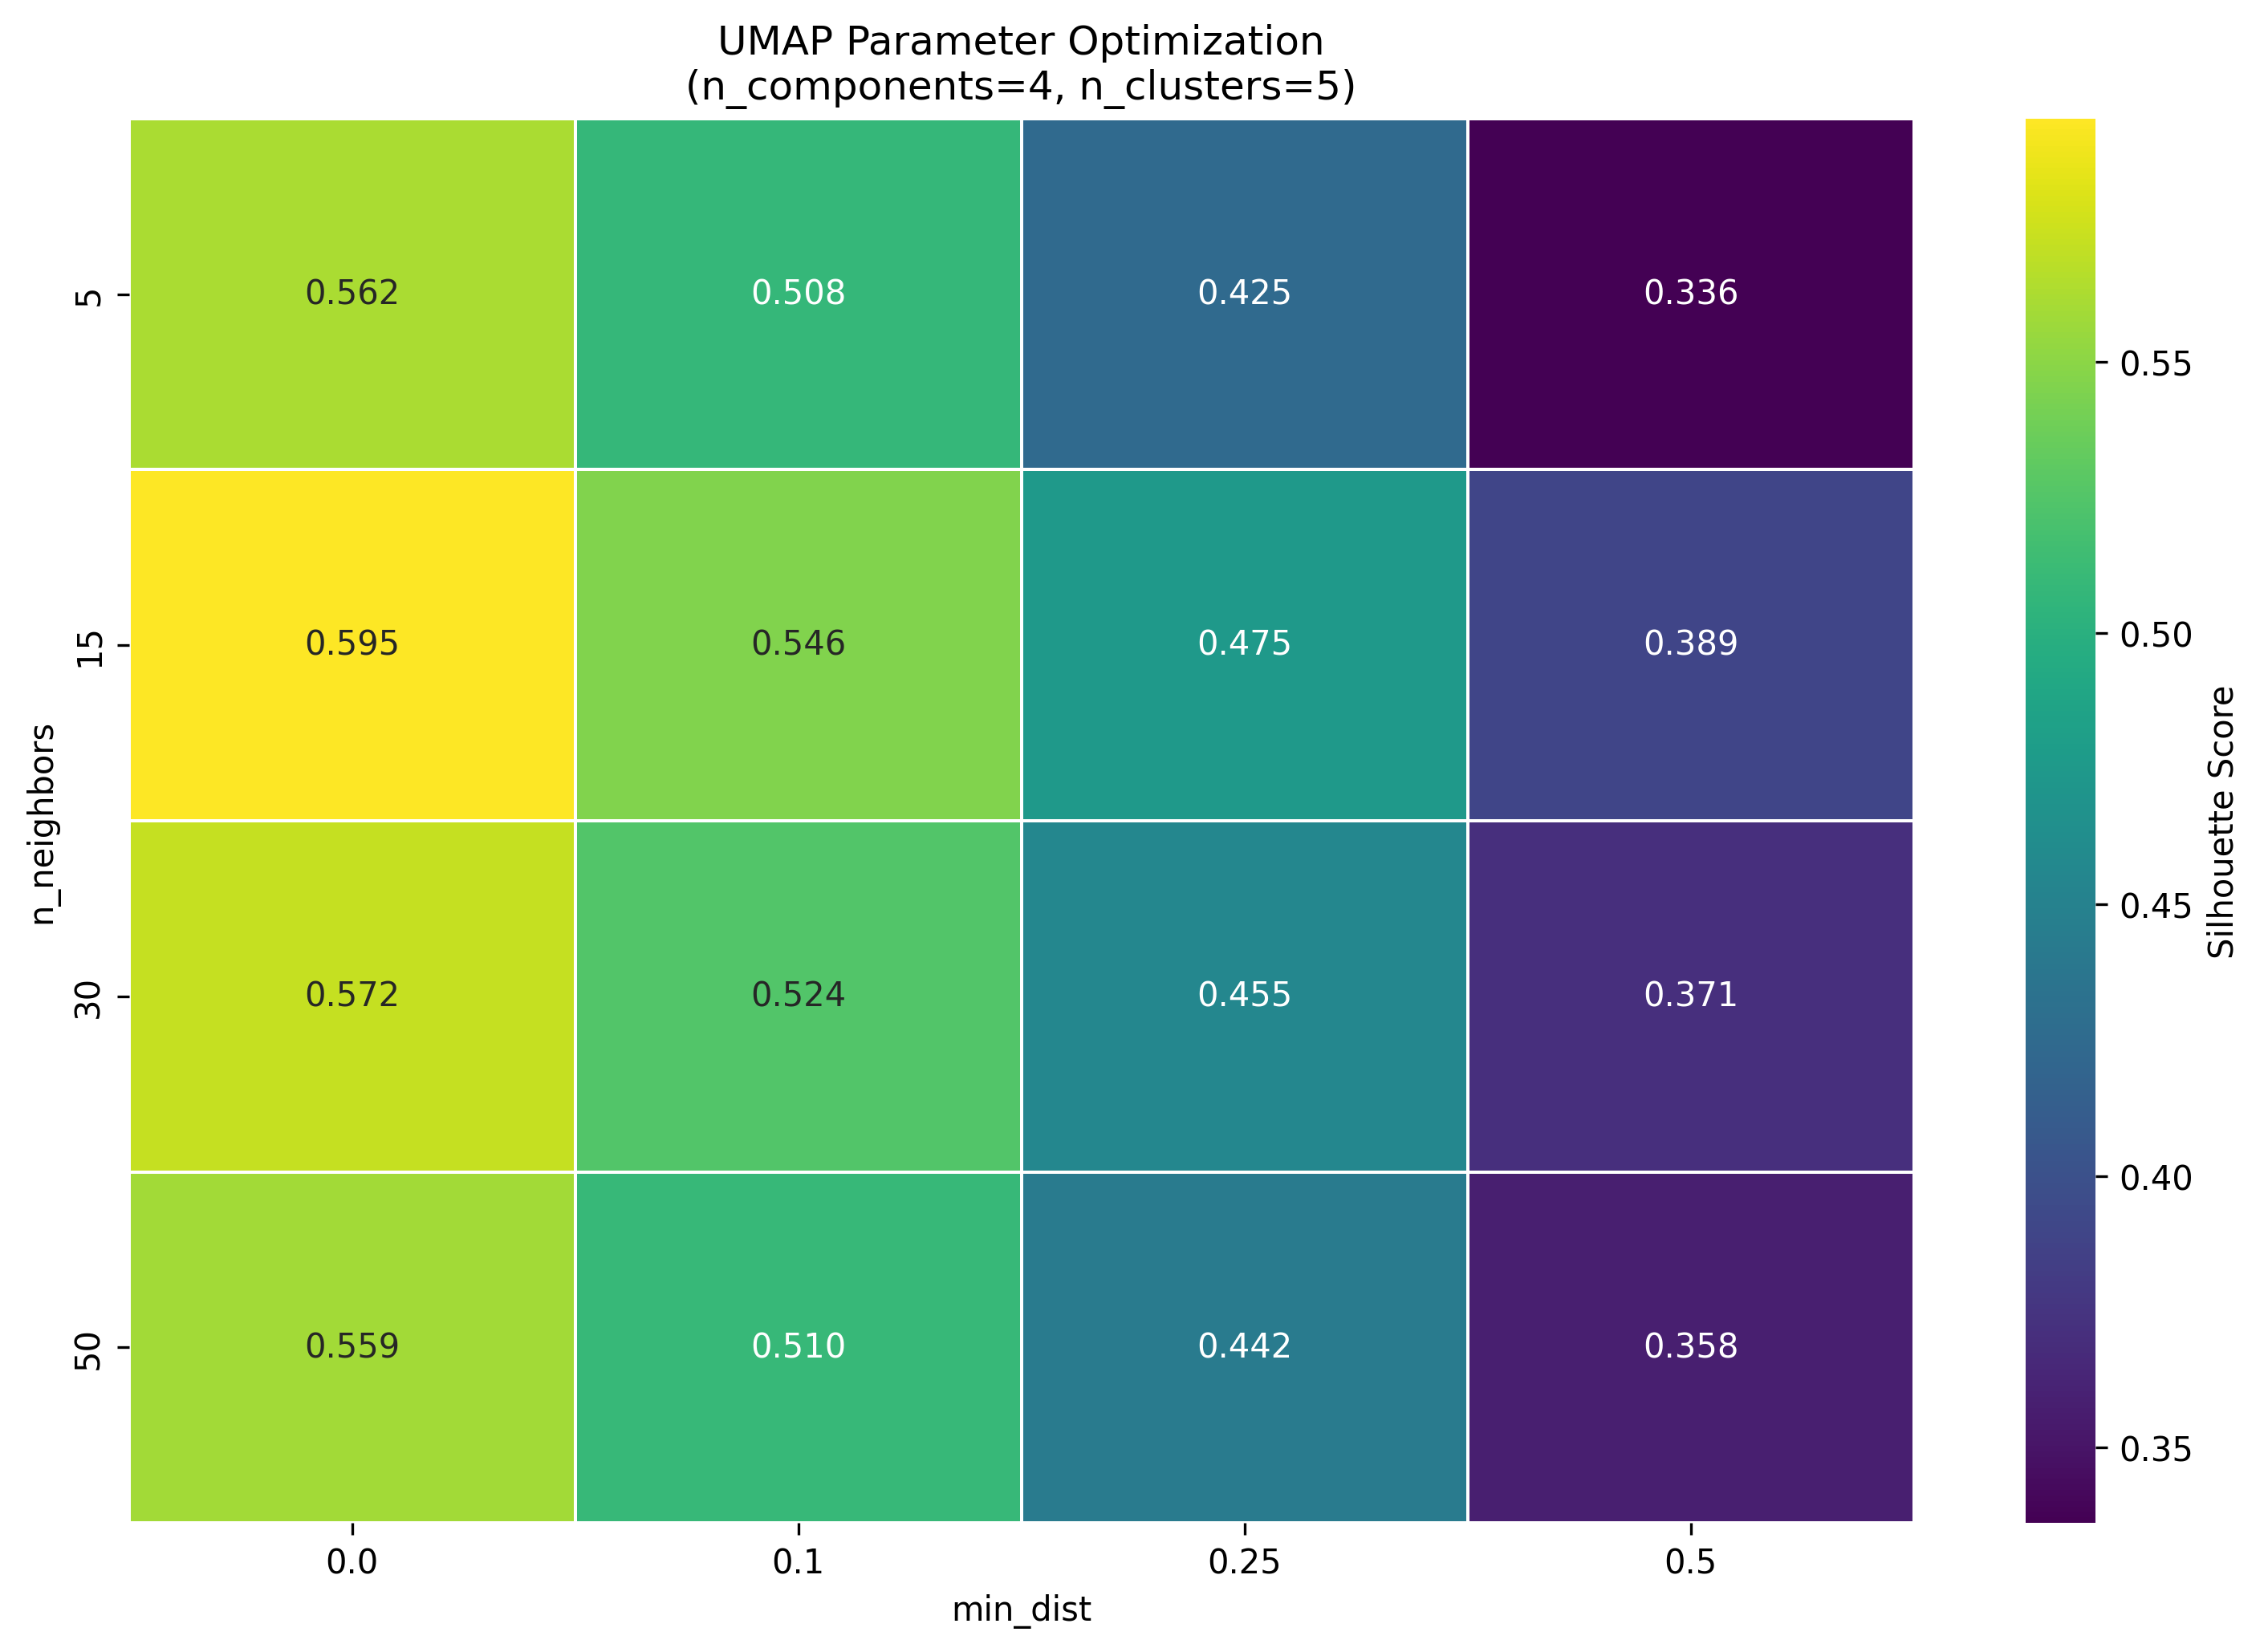 UMAP Parameter Optimization
(n_components=4, n_clusters=5)
n_neighbors
5
0.562 0.508 0.425 0.336
15
0.595 0.546 0.475 0.389
30
0.572 0.524 0.455 0.371
50
0.559 0.510 0.442 0.358
0.0 0.1 0.25 0.5
min_dist
0.55
0.50
0.45
0.40
0.35
Silhouette Score